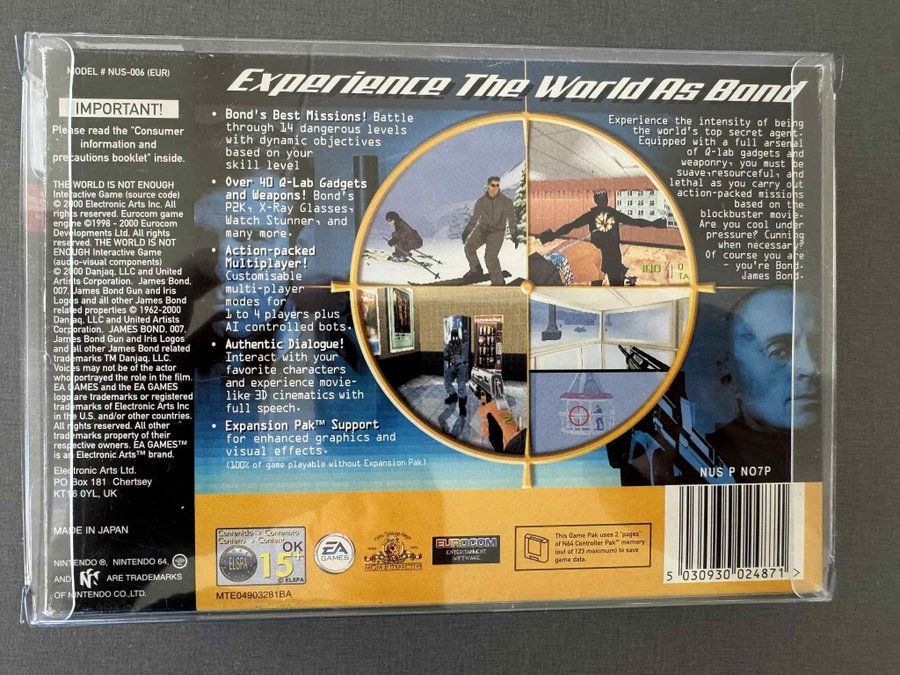 MODEL # NUS-006 (EUR)
IMPORTANT!
Please read the "Consumer
information and
precautions booklet" inside.
THE WORLD IS NOT ENOUGH
Interactive Game (source code)
© 2000 Electronic Arts Inc. All
rights reserved. Eurocom game
engine ©1998 - 2000 Eurocom
Developments Ltd. All rights
reserved. THE WORLD IS NOT
ENOUGH Interactive Game
(audio-visual components)
© 2000 Danjaq, LLC and United
Artists Corporation. James Bond,
007, James Bond Gun and Iris
Logos and all other James Bond
related properties © 1962-2000
Danjaq, LLC and United Artists
Corporation. JAMES BOND, 007,
James Bond Gun and Iris Logos
and all other James Bond related
trademarks TM Danjaq, LLC.
Voices may not be of the actor
who portrayed the role in the film.
EA GAMES and the EA GAMES
logo are trademarks or registered
trademarks of Electronic Arts Inc
in the U.S. and/or other countries.
All rights reserved. All other
trademarks property of their
respective owners. EA GAMES™
is an Electronic Arts™ brand.
Electronic Arts Ltd.
PO Box 181 Chertsey
KT16 0YL, UK
MADE IN JAPAN
NINTENDO ®, NINTENDO 64,
AND ARE TRADEMARKS
OF NINTENDO CO.,LTD.
Experience The World As Bond
• Bond's Best Missions! Battle
through 14 dangerous levels
with dynamic objectives
based on your
skill level
• Over 40 Q-Lab Gadgets
and Weapons! Bond's
P2K, X-Ray Glasses,
Watch Stunner, and
many more.
• Action-packed
Multiplayer!
Customisable
multi-player
modes for
1 to 4 players plus
AI controlled bots.
• Authentic Dialogue!
Interact with your
favorite characters
and experience movie-
like 3D cinematics with
full speech.
• Expansion Pak™ Support
for enhanced graphics and
visual effects.
(100% of game playable without Expansion Pak)
Experience the intensity of being
the world's top secret agent.
Equipped with a full arsenal
of Q-lab gadgets and
weaponry, you must be
suave,resourceful, and
lethal as you carry out
action-packed missions
based on the
blockbuster movie.
Are you cool under
pressure? Cunning
when necessary?
Of course you are
- you're Bond.
James Bond.
NUS P NO7P
OK
ELSPA
15+
© ELSPA
MTE04903281BA
EA
GAMES
MGM INTERACTIVE
EUROCOM
ENTERTAINMENT
SOFTWARE
This Game Pak uses 2 "pages"
of N64 Controller Pak™ memory
(out of 123 maximum) to save
game data.
5 030930 024871 >